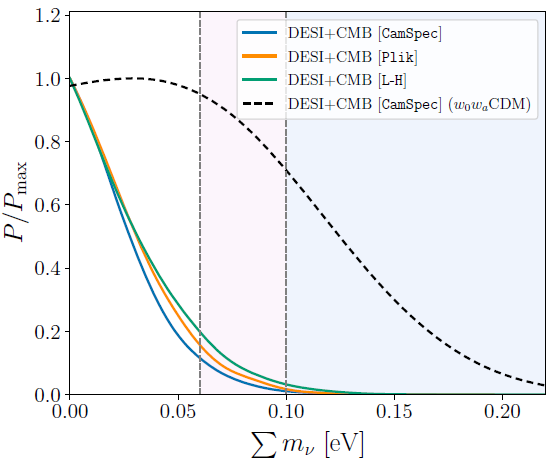 1.2
1.0
0.8
0.6
0.4
0.2
0.0
P/P_max
DESI+CMB [CamSpec]
DESI+CMB [Plik]
DESI+CMB [L-H]
DESI+CMB [CamSpec] (w₀wₐCDM)
0.00 0.05 0.10 0.15 0.20
∑ m_ν [eV]